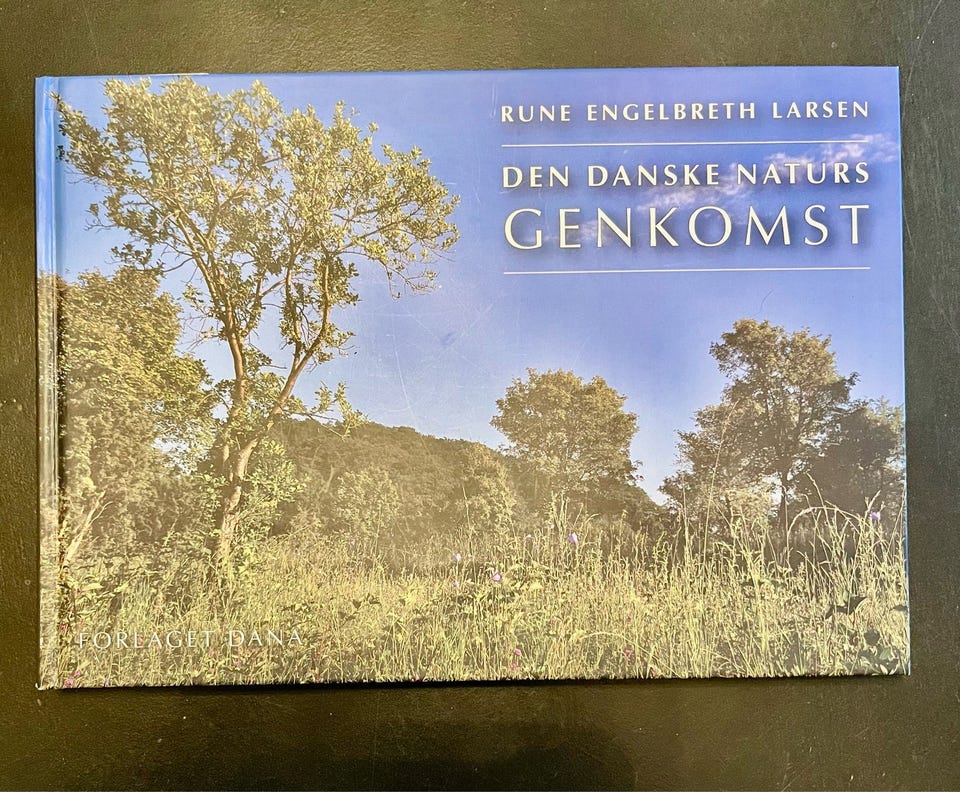 RUNE ENGELBRETH LARSEN
DEN DANSKE NATURS
GENKOMST
FORLAGET DANA